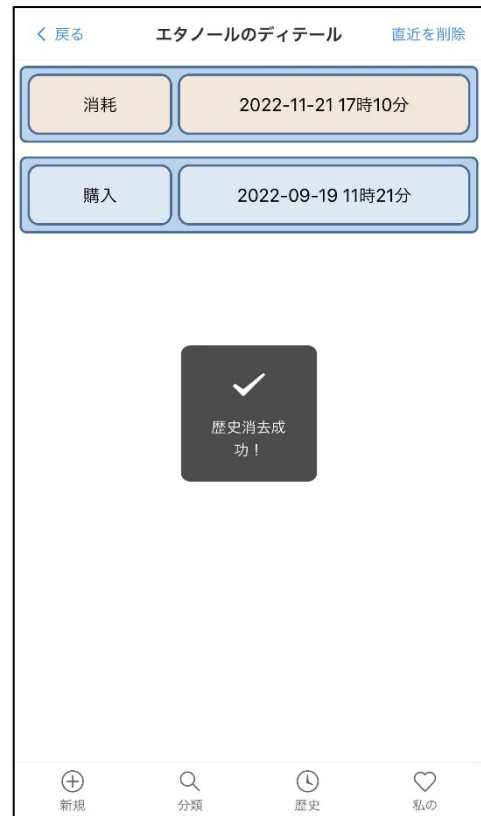 戻る エタノールのディテール 直近を削除
消耗 2022-11-21 17時10分
購入 2022-09-19 11時21分
歴史消去成
功！
新規 分類 歴史 私の